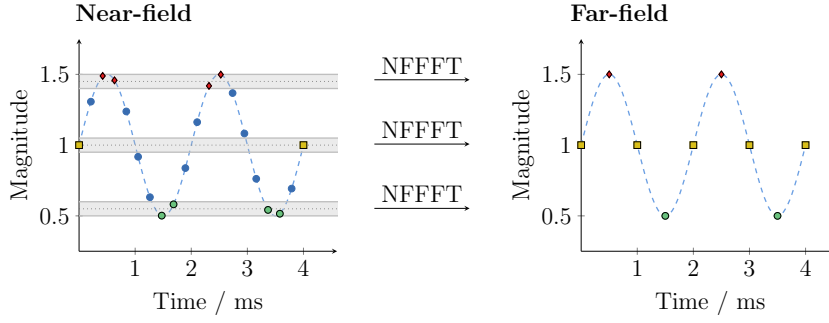 Near-field
Magnitude
1.5
1
0.5
1 2 3 4
Time / ms
NFFFT
NFFFT
NFFFT
Far-field
Magnitude
1.5
1
0.5
1 2 3 4
Time / ms